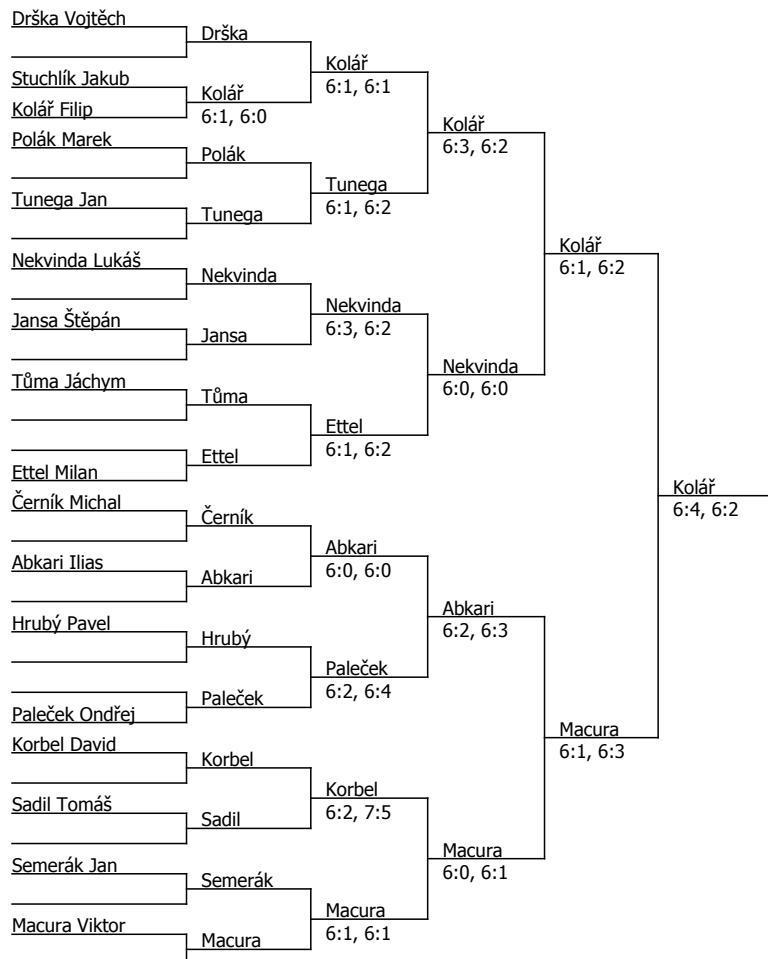 Drška Vojtěch
Drška
Kolář
6:1, 6:1
Stuchlík Jakub
Kolář Filip
Kolář
6:1, 6:0
Kolář
6:3, 6:2
Polák Marek
Polák
Tunega
6:1, 6:2
Tunega Jan
Tunega
Kolář
6:1, 6:2
Nekvinda Lukáš
Nekvinda
Nekvinda
6:3, 6:2
Jansa Štěpán
Jansa
Nekvinda
6:0, 6:0
Tůma Jáchym
Tůma
Ettel
6:1, 6:2
Ettel
Ettel Milan
Kolář
6:4, 6:2
Černík Michal
Černík
Abkari
6:0, 6:0
Abkari Ilias
Abkari
Abkari
6:2, 6:3
Hrubý Pavel
Hrubý
Paleček
6:2, 6:4
Paleček
Paleček Ondřej
Macura
6:1, 6:3
Korbel David
Korbel
Korbel
6:2, 7:5
Sadil Tomáš
Sadil
Macura
6:0, 6:1
Semerák Jan
Semerák
Macura
6:1, 6:1
Macura Viktor
Macura